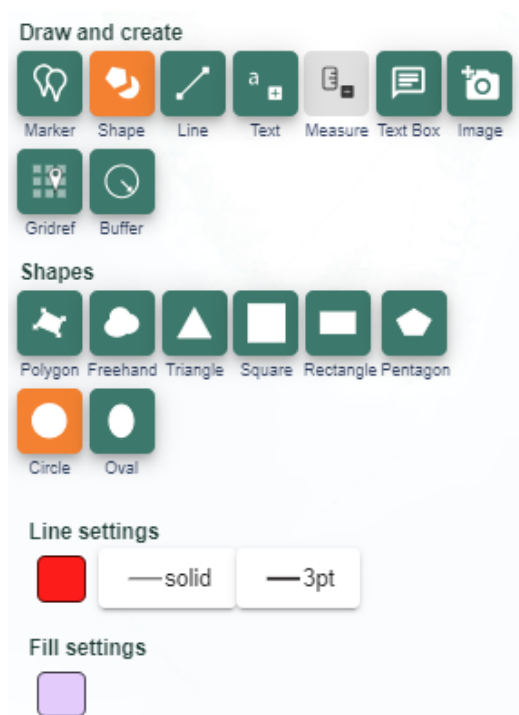 Draw and create
a
Marker Shape Line Text Measure Text Box Image
Gridref Buffer
Shapes
Polygon Freehand Triangle Square Rectangle Pentagon
Circle Oval
Line settings
solid 3pt
Fill settings